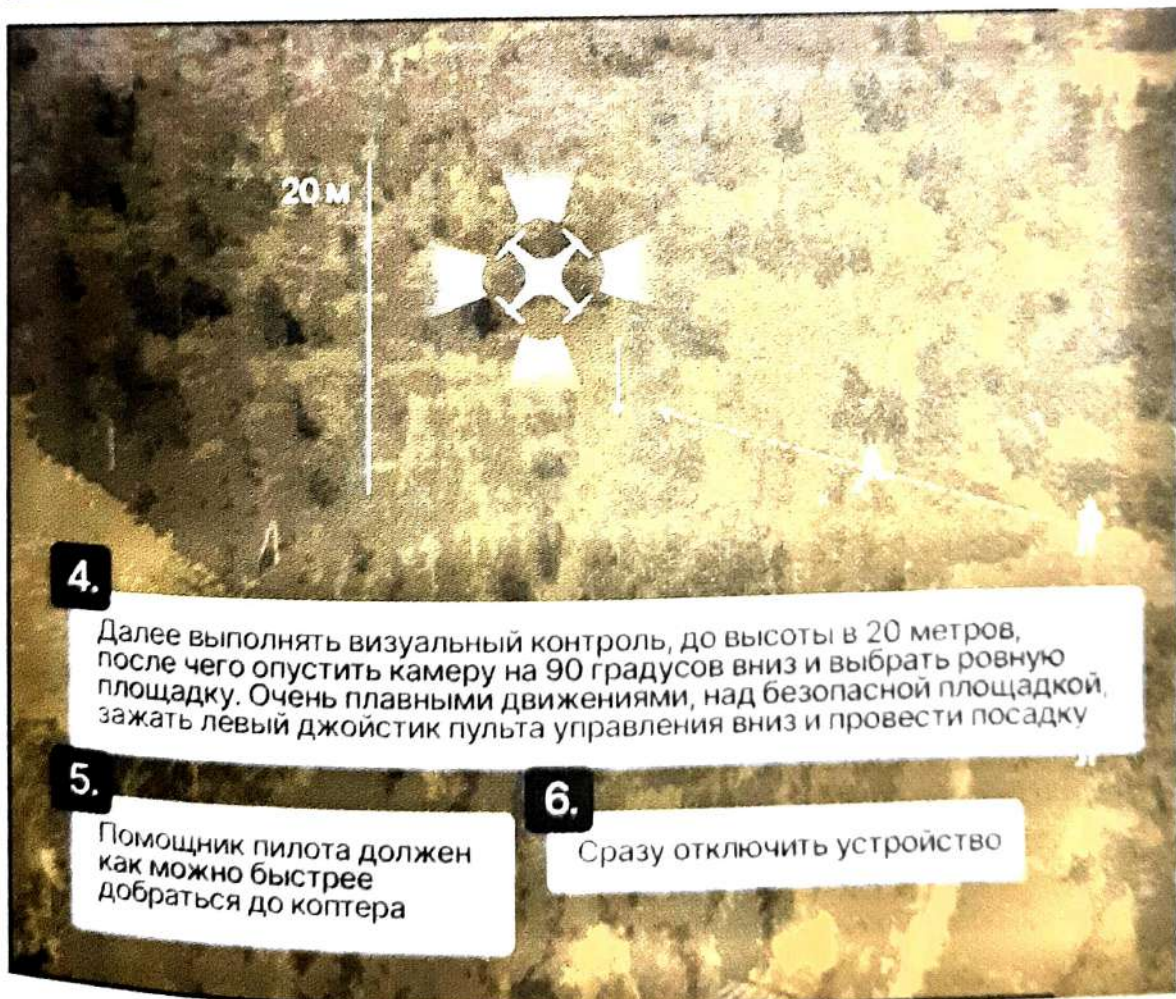 20 м
4.
Далее выполнять визуальный контроль, до высоты в 20 метров,
после чего опустить камеру на 90 градусов вниз и выбрать ровную
площадку. Очень плавными движениями, над безопасной площадкой,
зажать левый джойстик пульта управления вниз и провести посадку
5.
Помощник пилота должен
как можно быстрее
добраться до коптера
6.
Сразу отключить устройство